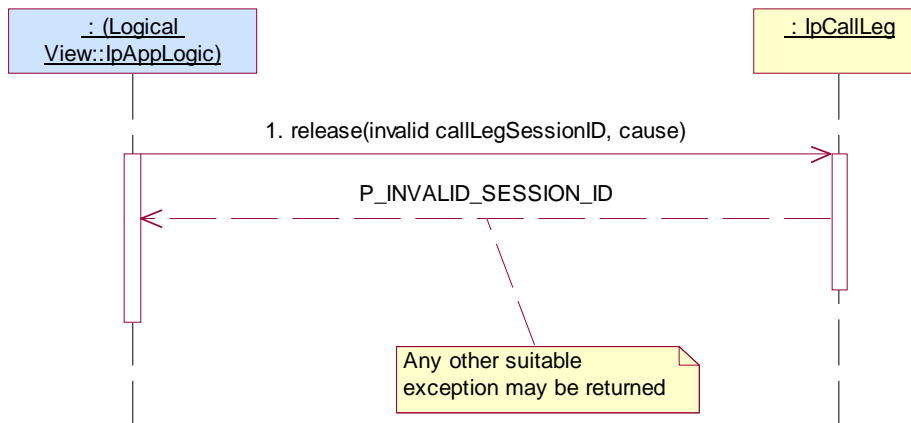 : (Logical
View::IpAppLogic)
: IpCallLeg
1. release(invalid callLegSessionID, cause)
P_INVALID_SESSION_ID
Any other suitable
exception may be returned